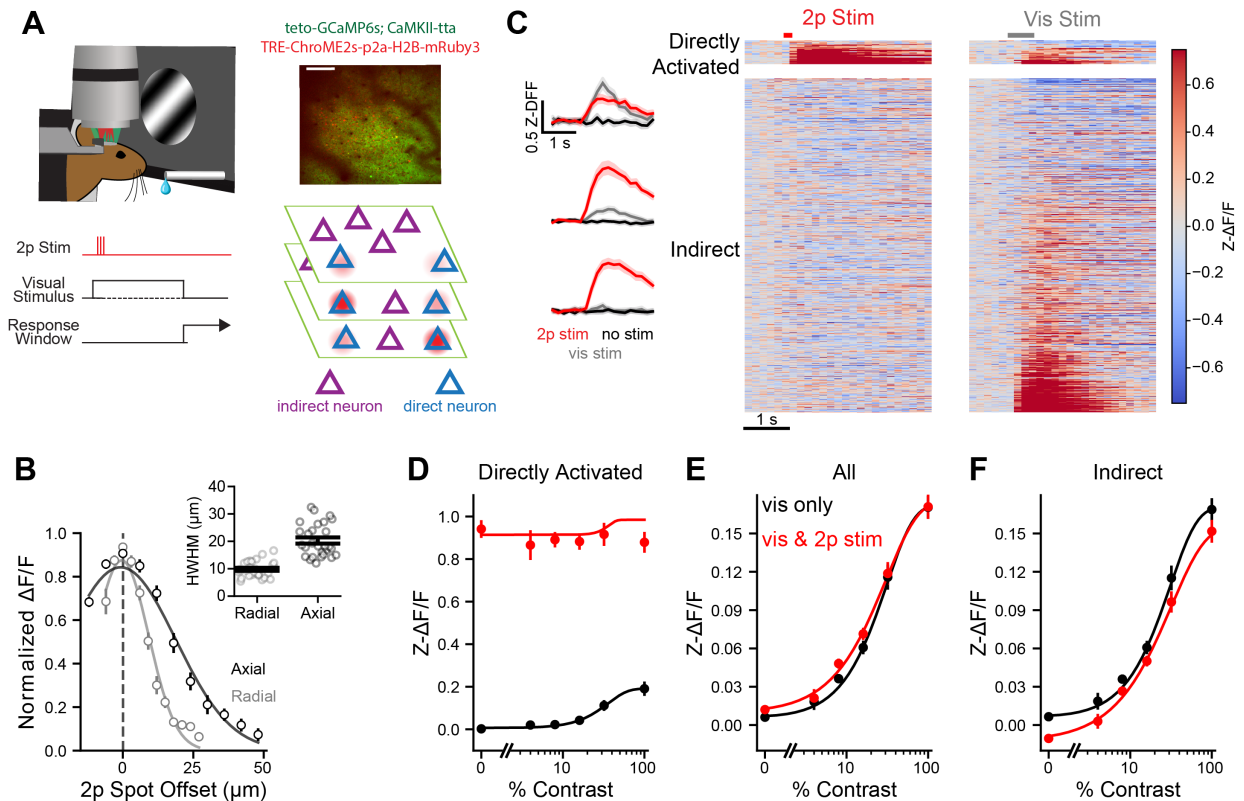 A
teto-GCaMP6s; CaMKII-tta
TRE-ChroME2s-p2a-H2B-mRuby3
2p Stim
Visual
Stimulus
Response
Window
indirect neuron
direct neuron
C
2p Stim
Vis Stim
Directly
Activated
0.5 Z-DFF
1 s
Indirect
2p stim
no stim
vis stim
1 s
0.6
0.4
0.2
0.0
−0.2
−0.4
−0.6
Z-ΔF/F
B
Normalized ΔF/F
1.0
0.8
0.6
0.4
0.2
0.0
0
50
2p Spot Offset (μm)
Axial
Radial
HWHM (μm)
40
30
20
10
0
Radial
Axial
D
Directly Activated
Z-ΔF/F
1.0
0.8
0.6
0.4
0.2
0.0
0
10
100
% Contrast
E
All
vis only
vis & 2p stim
Z-ΔF/F
0.15
0.12
0.09
0.06
0.03
0.00
0
10
100
% Contrast
F
Indirect
Z-ΔF/F
0.15
0.12
0.09
0.06
0.03
0.00
0
10
100
% Contrast